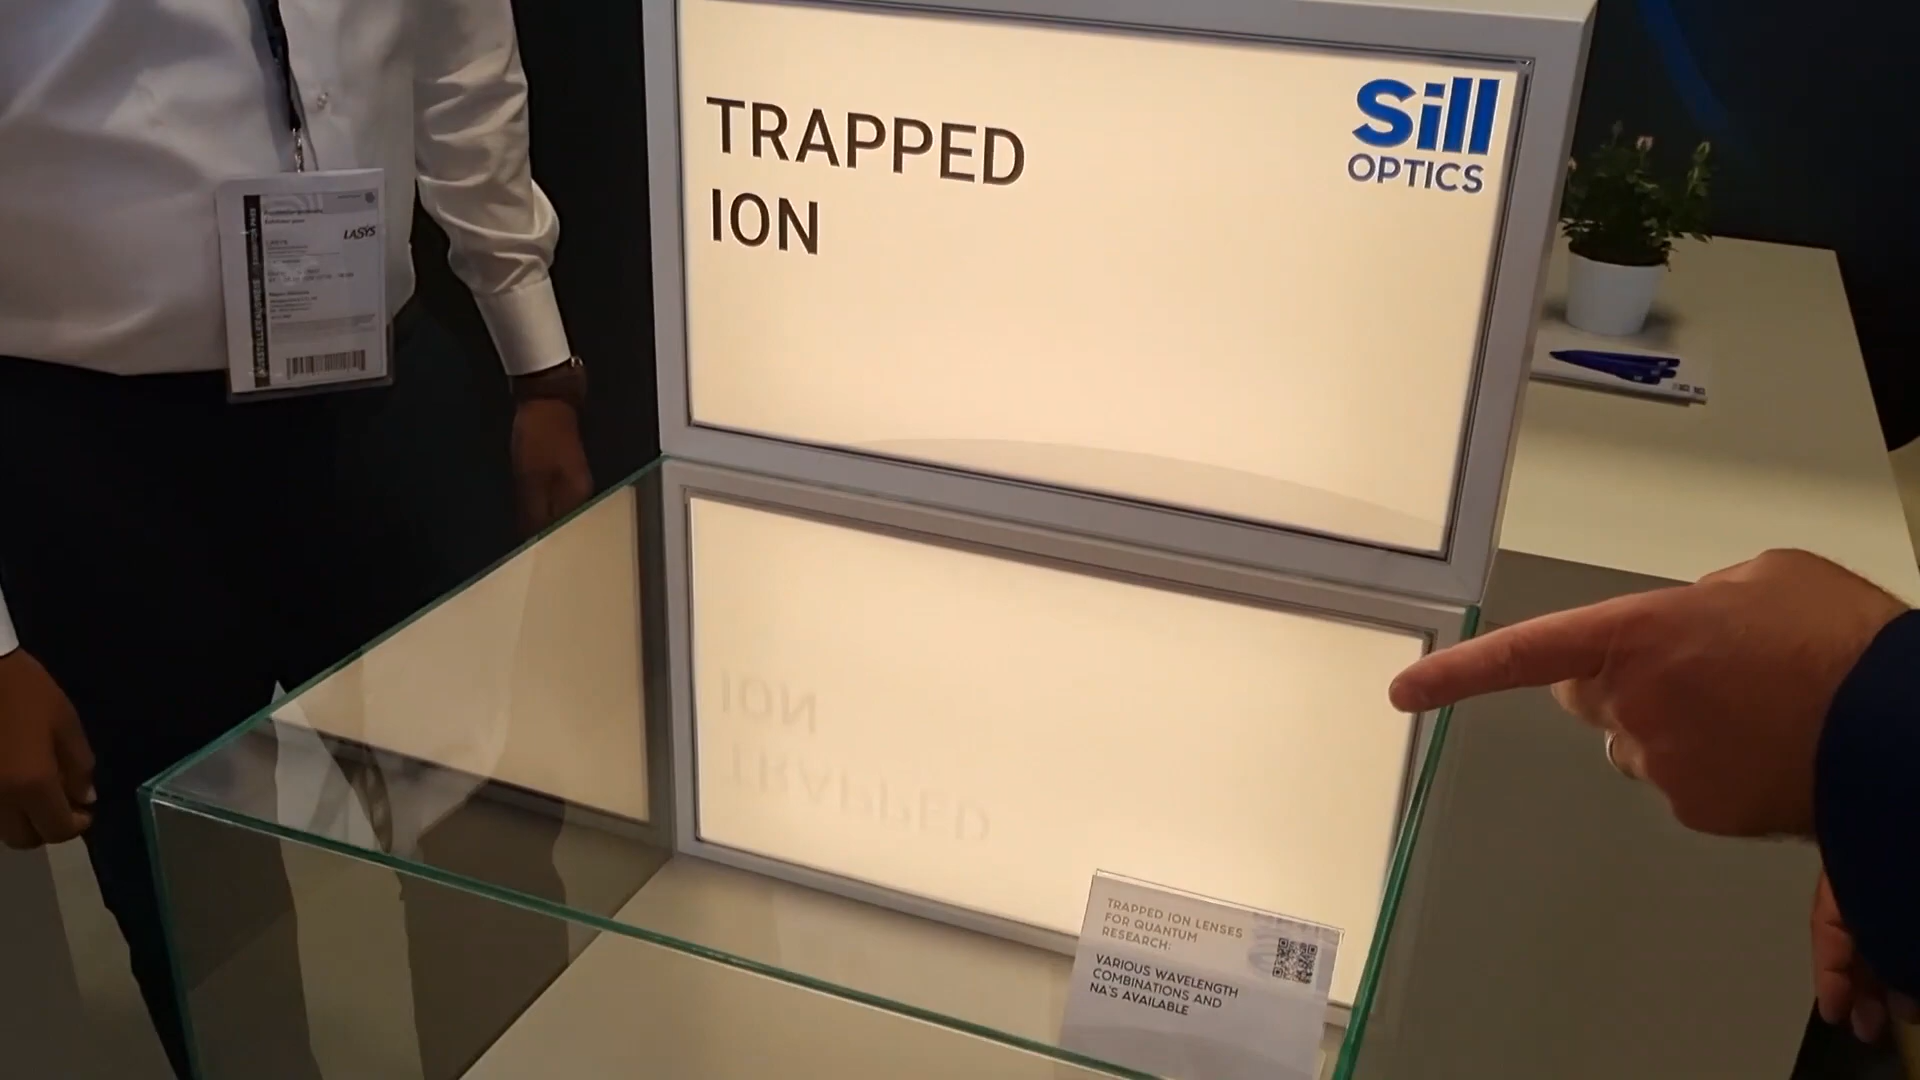 TRAPPED
ION
Sill
OPTICS
LASYS
TRAPPED ION LENSES
FOR QUANTUM
RESEARCH:
VARIOUS WAVELENGTH
COMBINATIONS AND
NA'S AVAILABLE